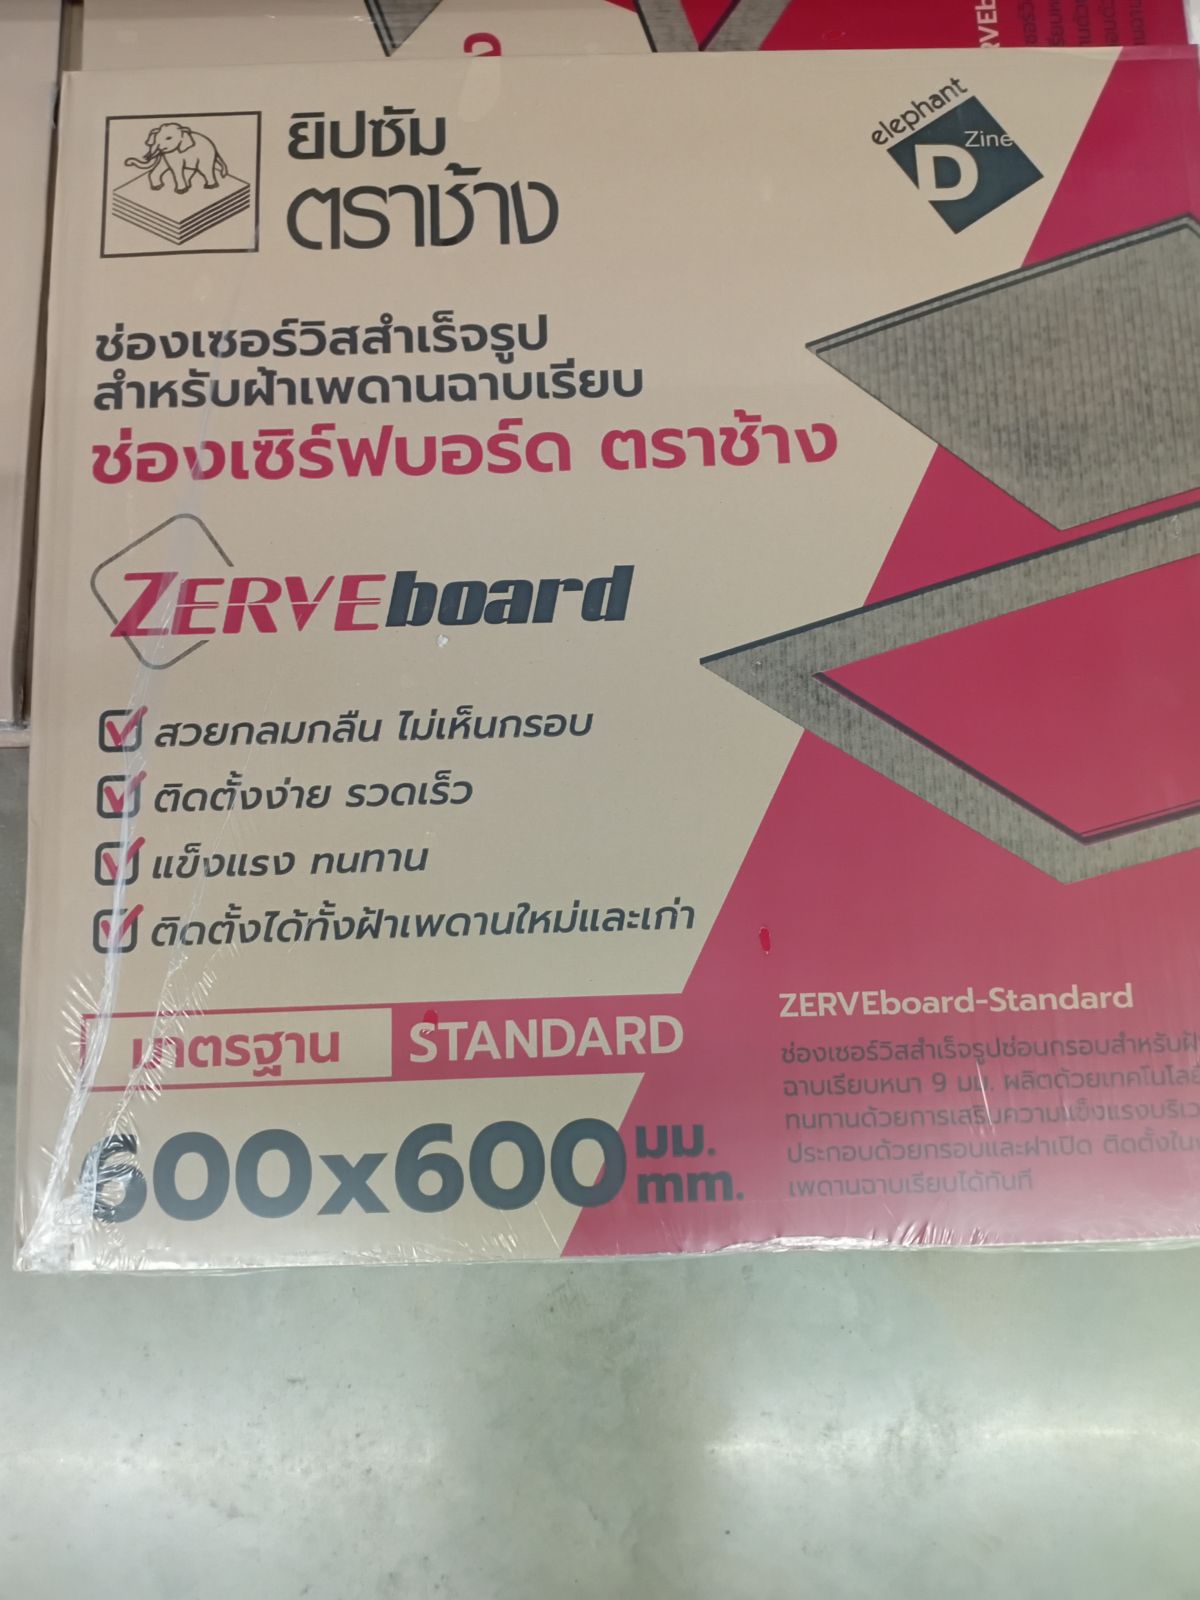 ยิปซัม
ตราช้าง
elephant
D Zine
ช่องเซอร์วิสสำเร็จรูป
สำหรับฝ้าเพดานฉาบเรียบ
ช่องเซิร์ฟบอร์ด ตราช้าง
ZERVEboard
สวยกลมกลืน ไม่เห็นกรอบ
ติดตั้งง่าย รวดเร็ว
แข็งแรง ทนทาน
ติดตั้งได้ทั้งฝ้าเพดานใหม่และเก่า
มาตรฐาน STANDARD
600x600 มม. mm.
ZERVEboard-Standard
ช่องเซอร์วิสสำเร็จรูปซ่อนกรอบสำหรับฝ้
ฉาบเรียบหนา 9 มม. ผลิตด้วยเทคโนโลยี
ทนทานด้วยการเสริมความแข็งแรงบริเว
ประกอบด้วยกรอบและฝาเปิด ติดตั้งใน
เพดานฉาบเรียบได้ทันที